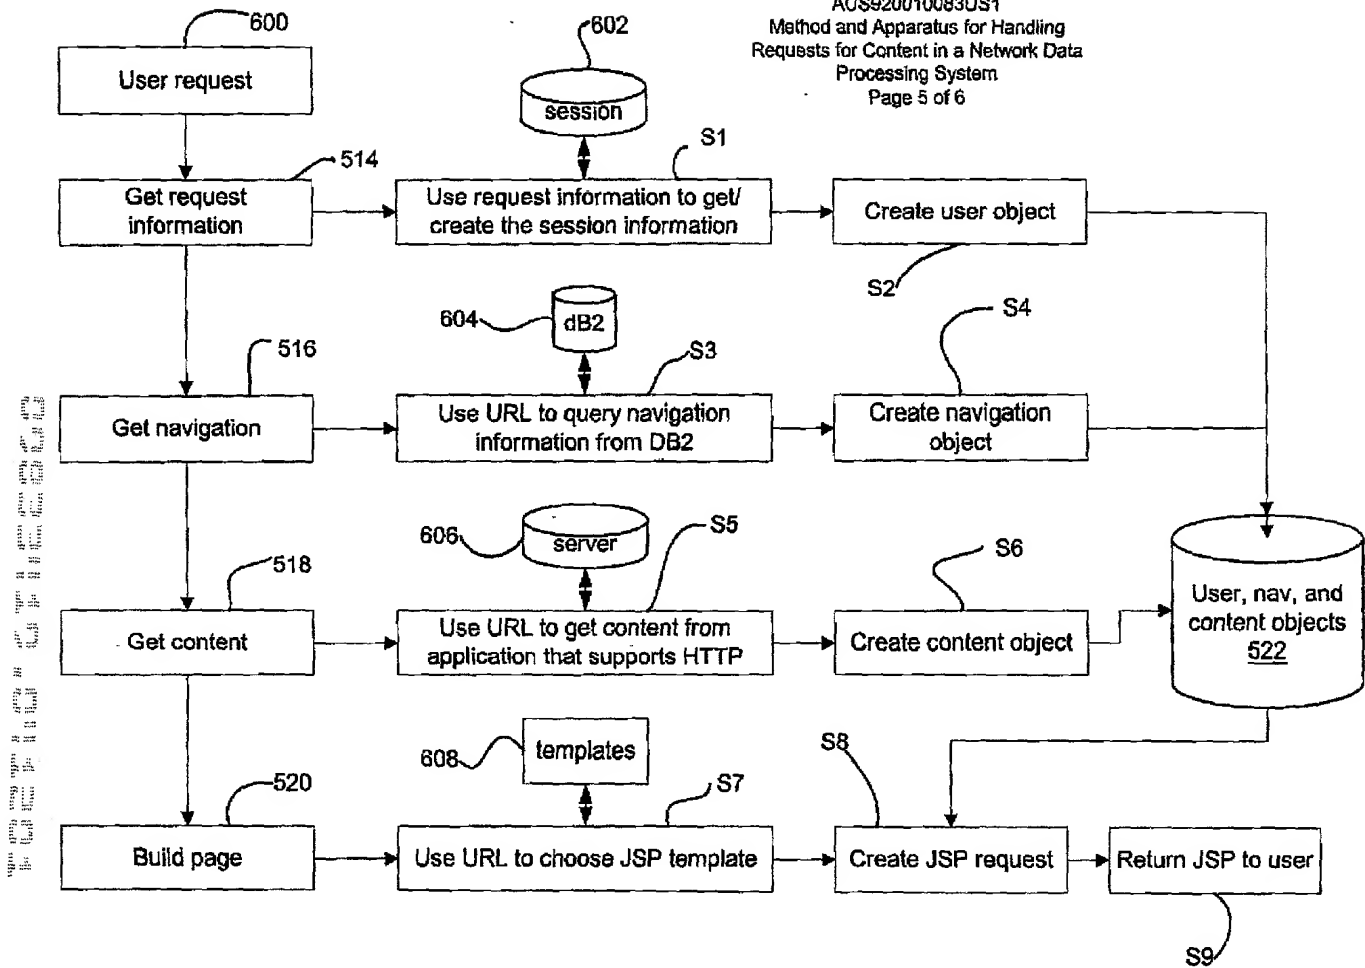 AUS920010083US1
Method and Apparatus for Handling
Requests for Content in a Network Data
Processing System
Page 5 of 6
600
User request
602
session
514
Get request
information
S1
Use request information to get/
create the session information
Create user object
S2
604
dB2
516
Get navigation
S3
Use URL to query navigation
information from DB2
S4
Create navigation
object
606
server
518
Get content
S5
Use URL to get content from
application that supports HTTP
S6
Create content object
User, nav, and
content objects
522
608
templates
520
Build page
S7
Use URL to choose JSP template
S8
Create JSP request
Return JSP to user
S9